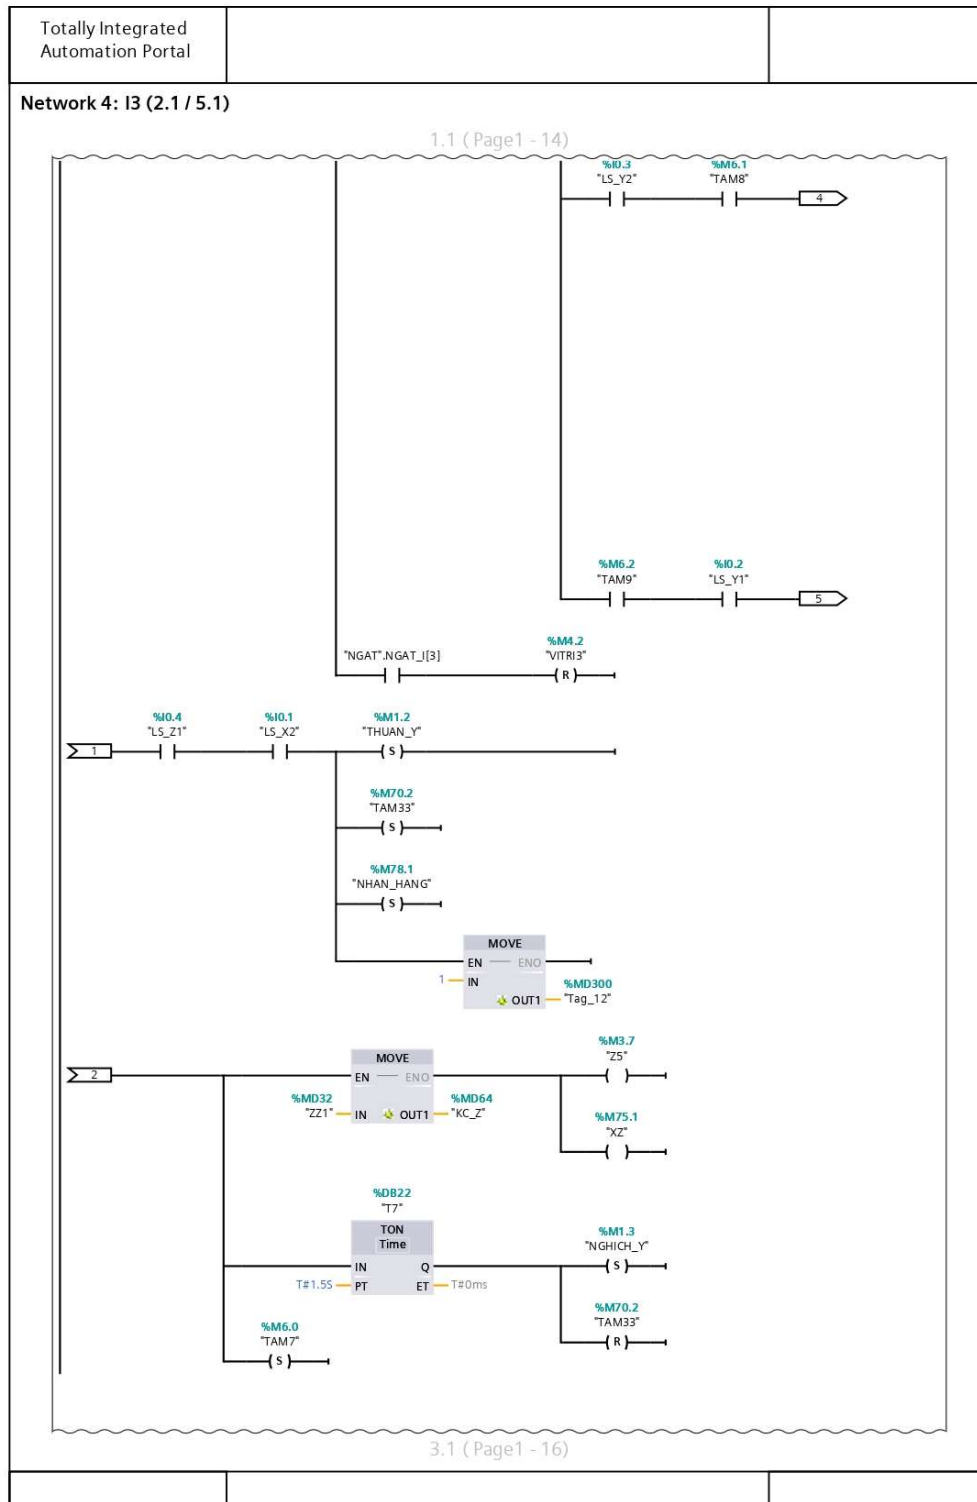 Totally Integrated
Automation Portal
Network 4: I3 (2.1 / 5.1)
1.1 ( Page1 - 14)
%I0.3
"LS_Y2"
%M6.1
"TAM8"
4
%M6.2
"TAM9"
%I0.2
"LS_Y1"
5
"NGAT".NGAT_I[3]
%M4.2
"VITRI3"
R
1
%I0.4
"LS_Z1"
%I0.1
"LS_X2"
%M1.2
"THUAN_Y"
S
%M70.2
"TAM33"
S
%M78.1
"NHAN_HANG"
S
MOVE
EN ENO
1 IN
%MD300
OUT1 "Tag_12"
2
MOVE
EN ENO
%MD32
"ZZ1" IN
%MD64
OUT1 "KC_Z"
%M3.7
"Z5"
%M75.1
"XZ"
%DB22
"T7"
TON
Time
IN Q
T#1.5S PT ET T#0ms
%M1.3
"NGHICH_Y"
S
%M70.2
"TAM33"
R
%M6.0
"TAM7"
S
3.1 ( Page1 - 16)